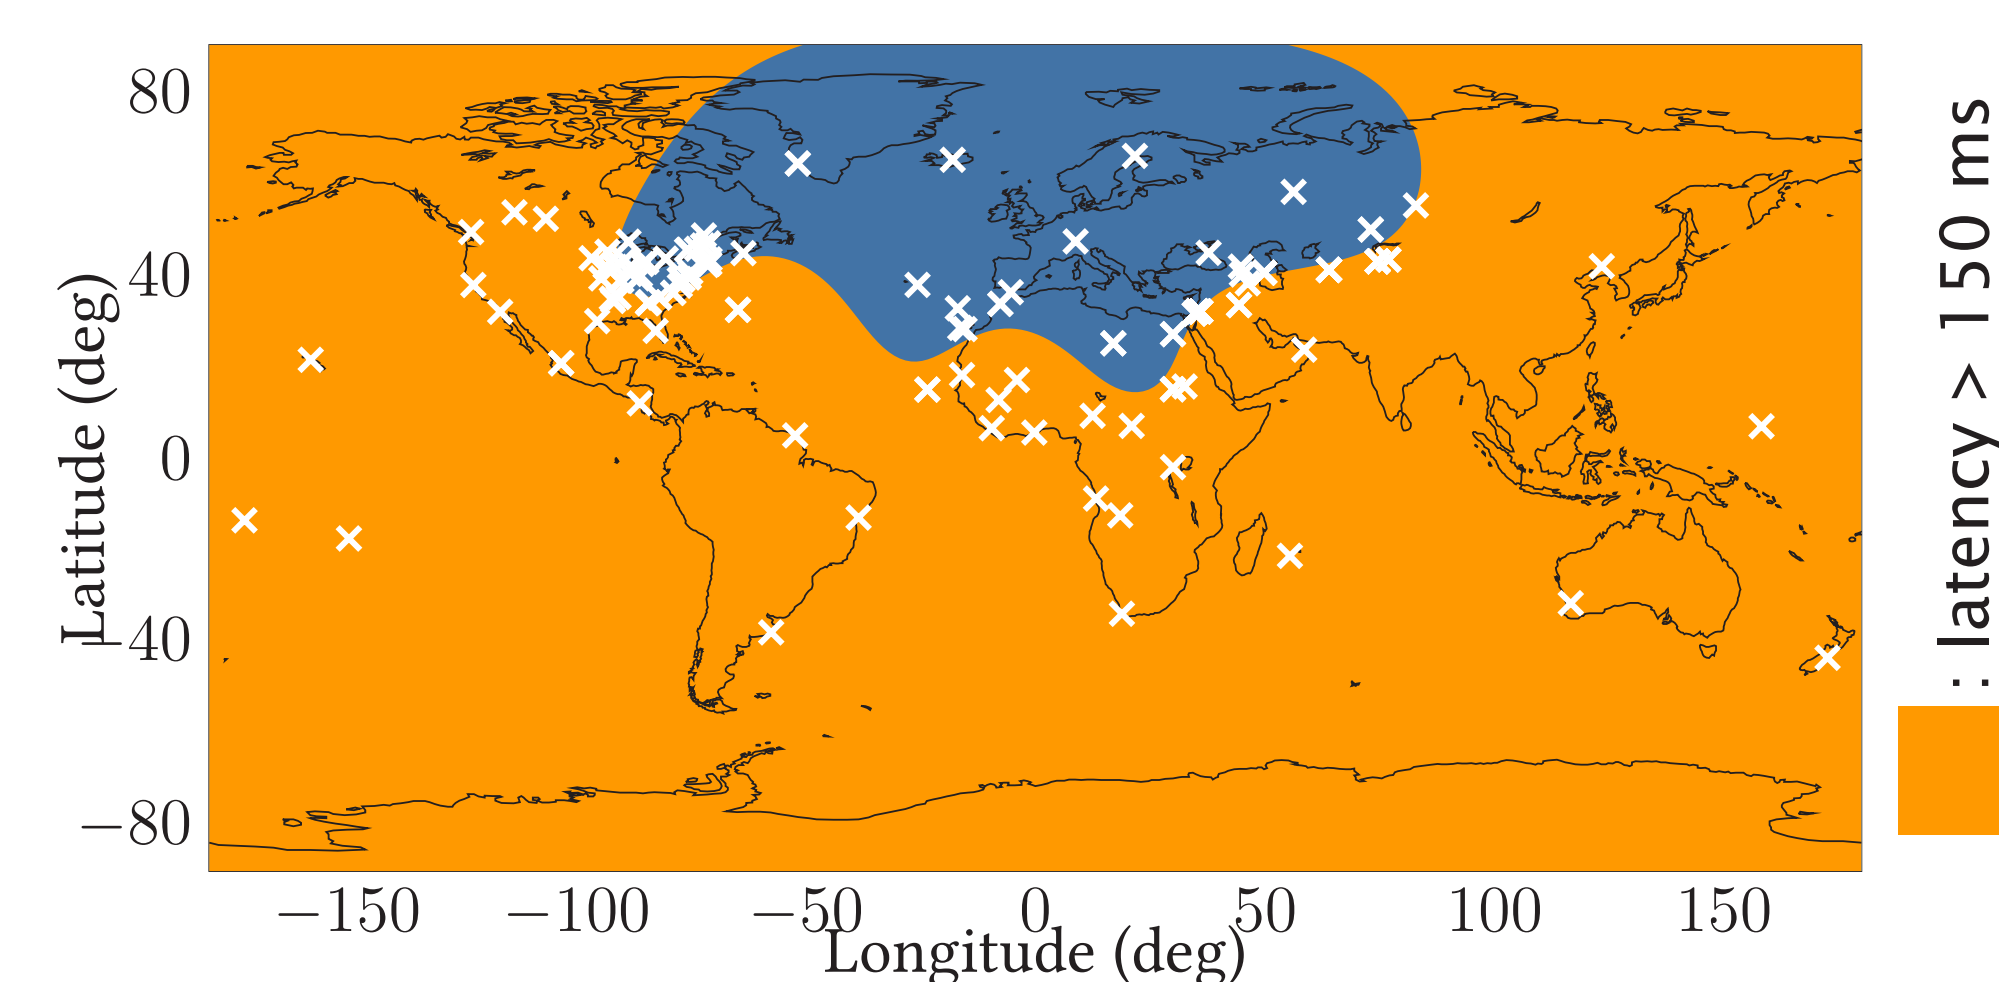 80
40
0
−40
−80
Latitude (deg)
−150 −100 −50 0 50 100 150
Longitude (deg)
: latency > 150 ms